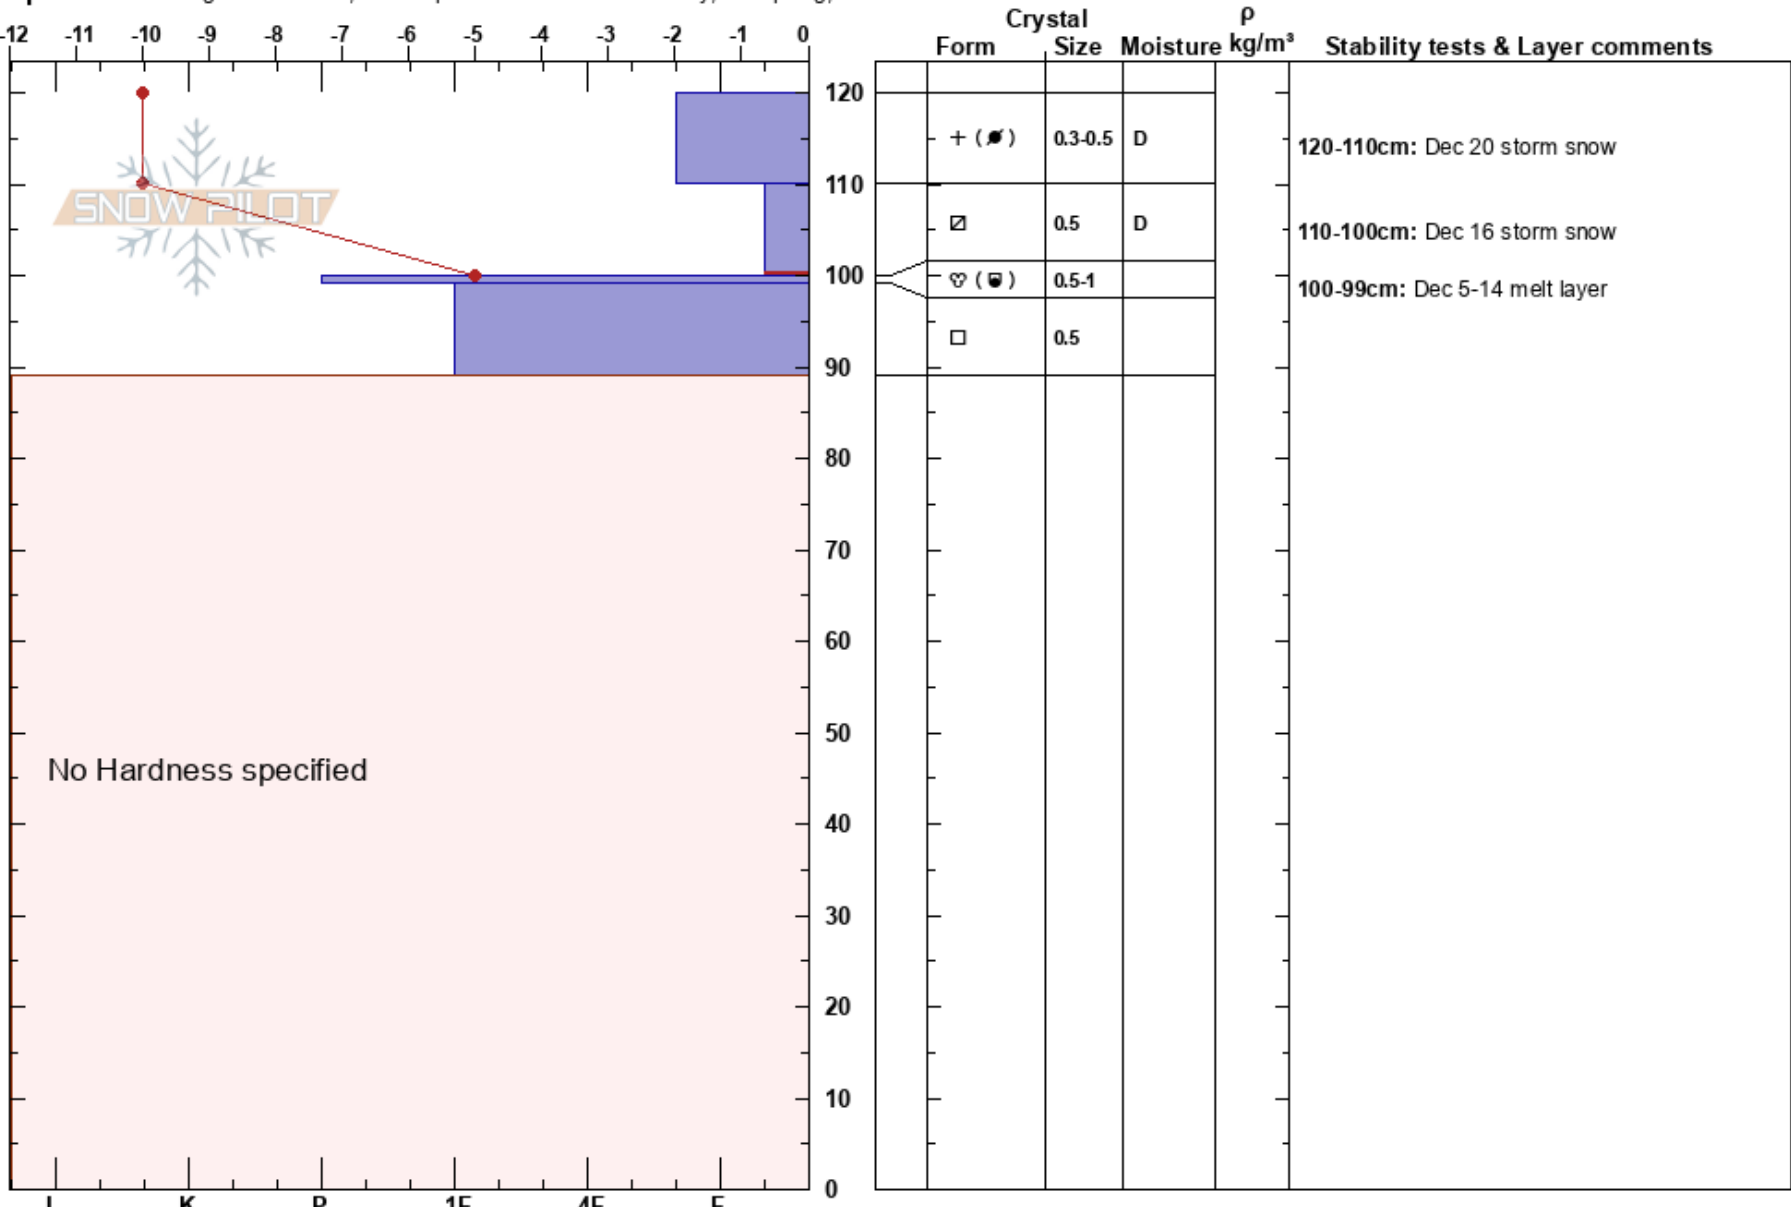 Crystal ρ
-12 -11 -10 -9 -8 -7 -6 -5 -4 -3 -2 -1 0 Form Size Moisture kg/m³ Stability tests & Layer comments
120
+ ( ) 0.3-0.5 D 120-110cm: Dec 20 storm snow
110
SNOW PILOT
0.5 D 110-100cm: Dec 16 storm snow
100
( ) 0.5-1 100-99cm: Dec 5-14 melt layer
0.5
90
80
70
60
50
No Hardness specified
40
30
20
10
0
I K P 1F 4F F